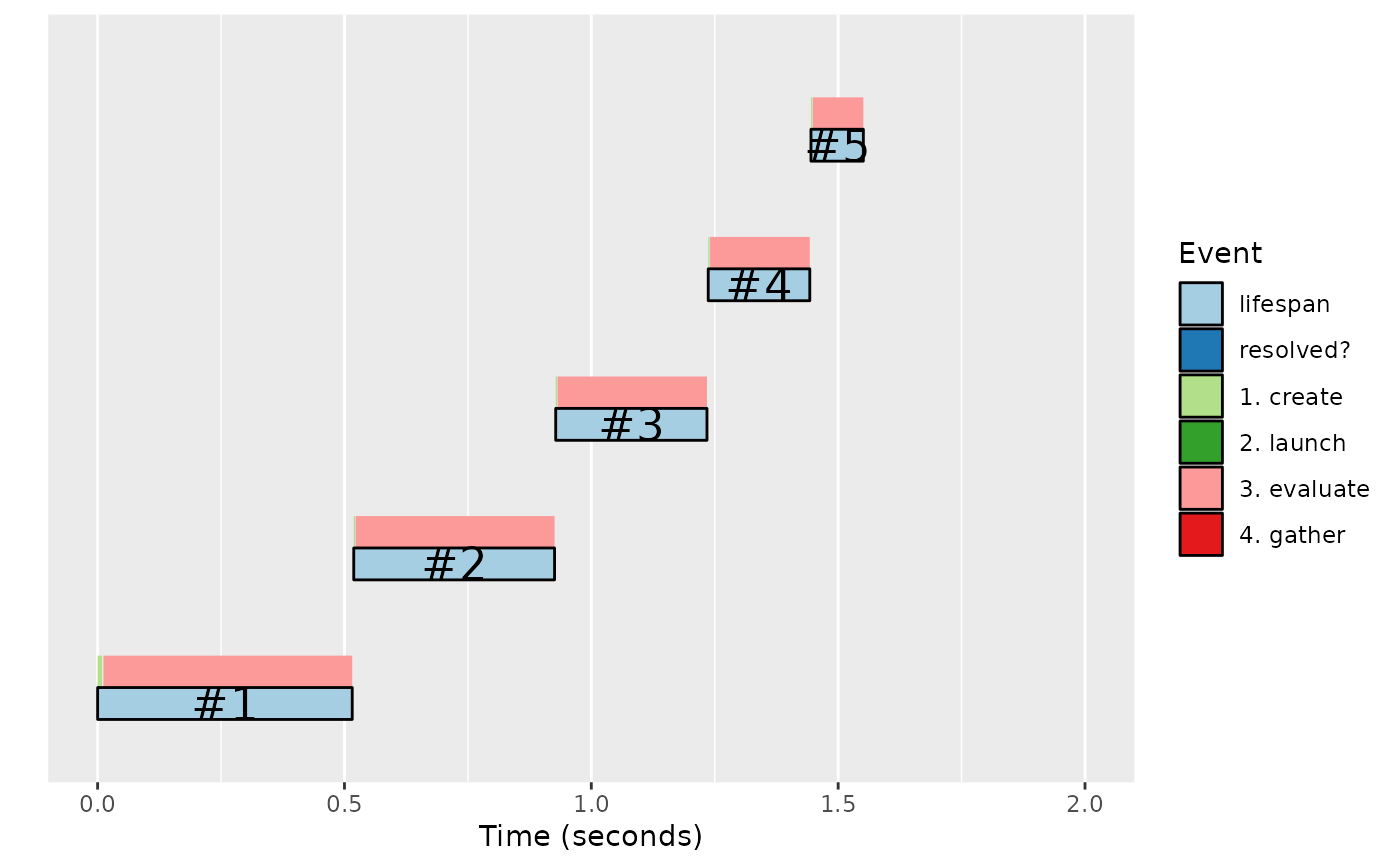 #5
#4
#3
#2
#1
0.0 0.5 1.0 1.5 2.0
Time (seconds)
Event
lifespan
resolved?
1. create
2. launch
3. evaluate
4. gather